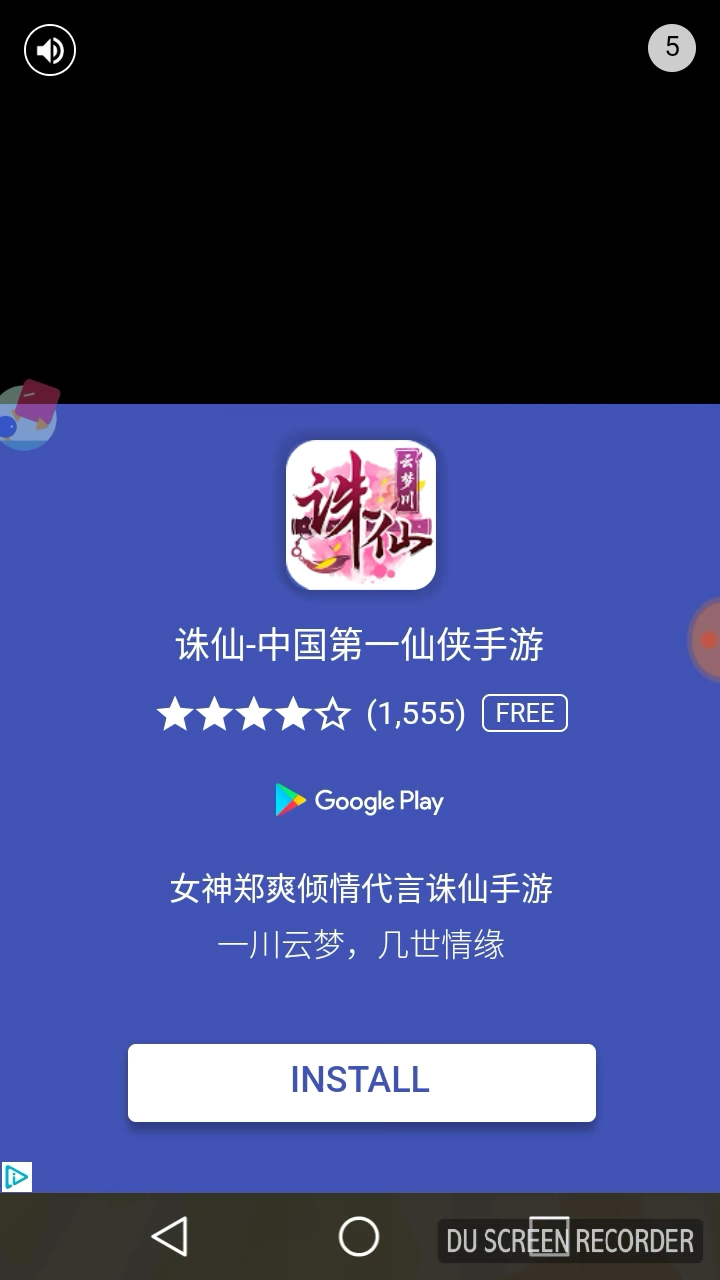 5
云梦川
诛仙
诛仙-中国第一仙侠手游
(1,555) FREE
Google Play
女神郑爽倾情代言诛仙手游
一川云梦，几世情缘
INSTALL
DU SCREEN RECORDER